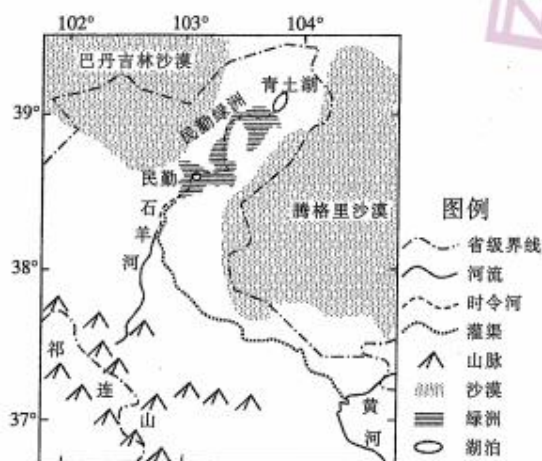 102°
103°
104°
巴丹吉林沙漠
青土湖
39°
民勤绿洲
民勤
腾格里沙漠
石羊河
38°
祁连山
37°
黄河
图例
省级界线
河流
时令河
灌渠
山脉
沙漠
绿洲
湖泊